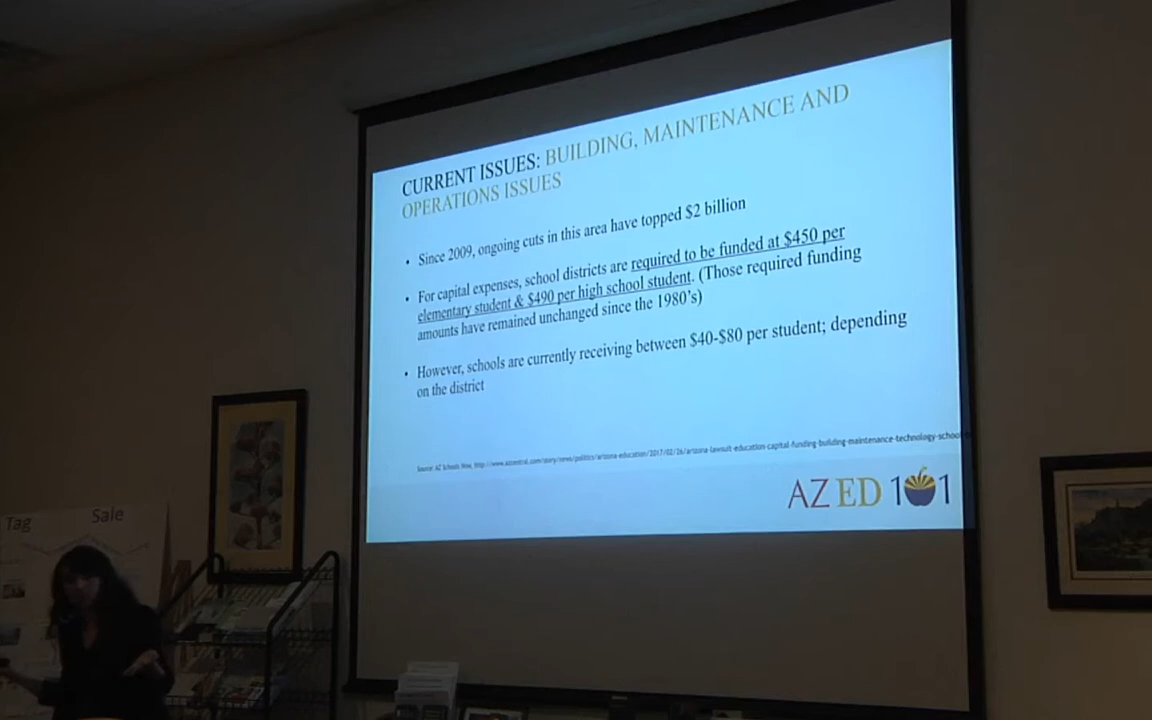 CURRENT ISSUES: BUILDING, MAINTENANCE AND
OPERATIONS ISSUES
• Since 2009, ongoing cuts in this area have topped $2 billion
• For capital expenses, school districts are required to be funded at $450 per
elementary student & $490 per high school student. (Those required funding
amounts have remained unchanged since the 1980's)
• However, schools are currently receiving between $40-$80 per student; depending
on the district
Source: AZ Schools Now, http://www.azcentral.com/story/news/politics/arizona-education/2017/02/26/arizona-lawsuit-education-capital-funding-building-maintenance-technology-school
AZ ED 101
Tag Sale